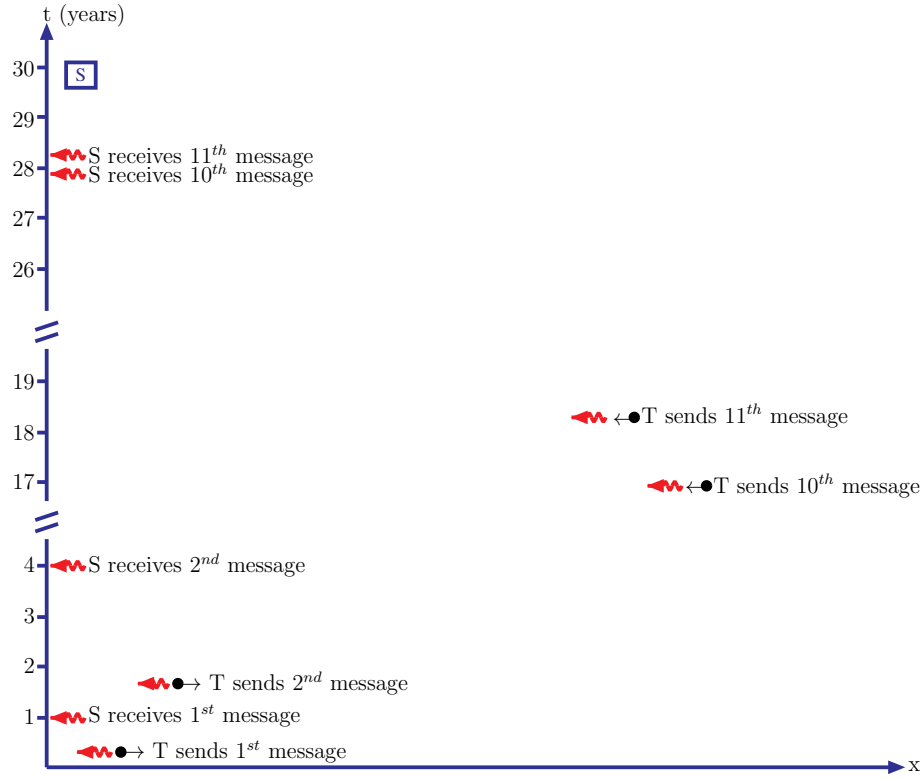 t (years)
30
S
29
S receives 11th message
28
S receives 10th message
27
26
19
T sends 11th message
18
17
T sends 10th message
4
S receives 2nd message
3
2
T sends 2nd message
1
S receives 1st message
T sends 1st message
x